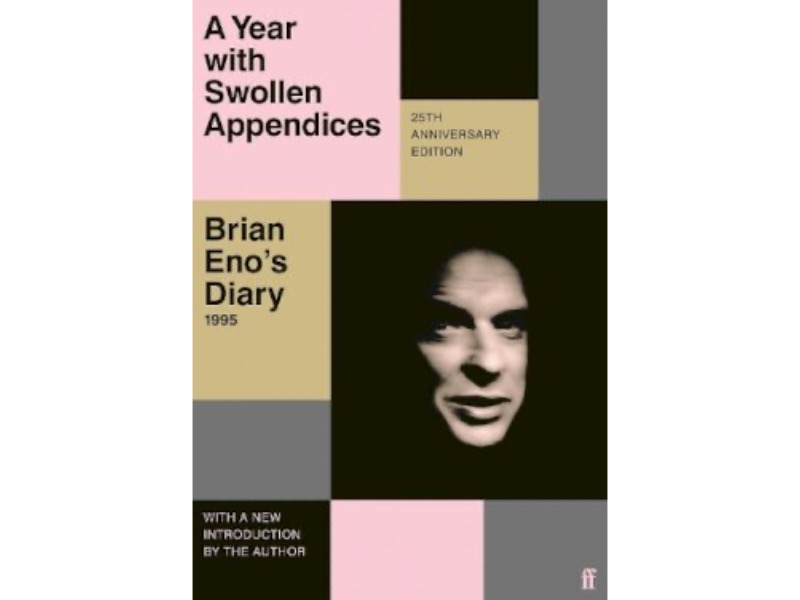 A Year
with
Swollen
Appendices
25TH
ANNIVERSARY
EDITION
Brian
Eno's
Diary
1995
WITH A NEW
INTRODUCTION
BY THE AUTHOR
ff